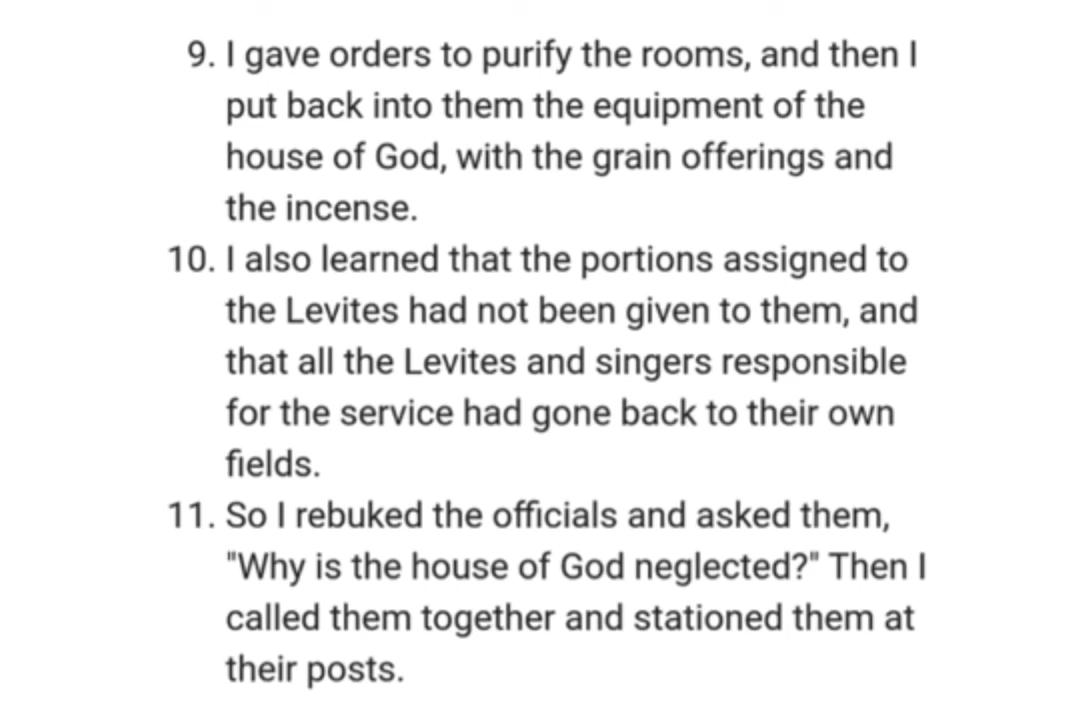 9. I gave orders to purify the rooms, and then I
put back into them the equipment of the
house of God, with the grain offerings and
the incense.
10. I also learned that the portions assigned to
the Levites had not been given to them, and
that all the Levites and singers responsible
for the service had gone back to their own
fields.
11. So I rebuked the officials and asked them,
"Why is the house of God neglected?" Then I
called them together and stationed them at
their posts.